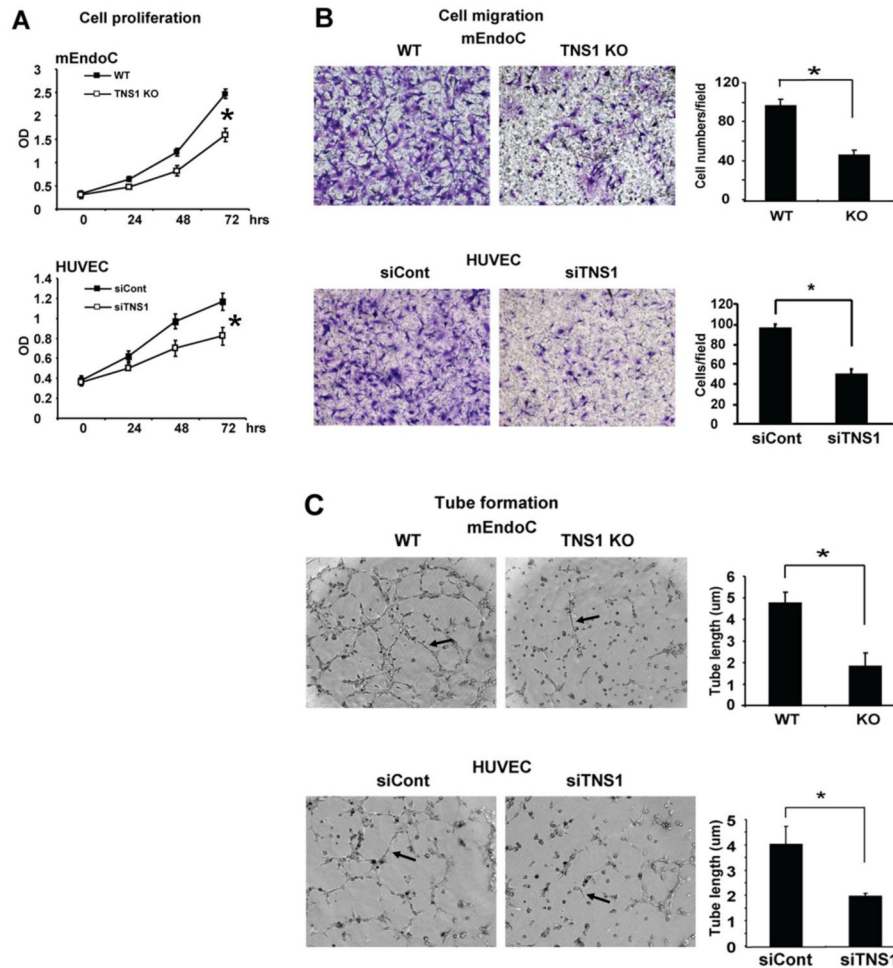 A
Cell proliferation
mEndoC
WT
TNS1 KO
3
2.5
2
1.5
1
0.5
0
OD
*
0 24 48 72 hrs
HUVEC
siCont
siTNS1
1.4
1.2
1.0
0.8
0.6
0.4
0.2
0
OD
*
0 24 48 72 hrs
B
Cell migration
mEndoC
WT TNS1 KO
Cell numbers/field
120
80
40
0
*
WT KO
HUVEC
siCont siTNS1
Cells/field
120
100
80
60
40
20
0
*
siCont siTNS1
C
Tube formation
mEndoC
WT TNS1 KO
Tube length (um)
6
5
4
3
2
1
0
*
WT KO
HUVEC
siCont siTNS1
Tube length (um)
5
4
3
2
1
0
*
siCont siTNS1